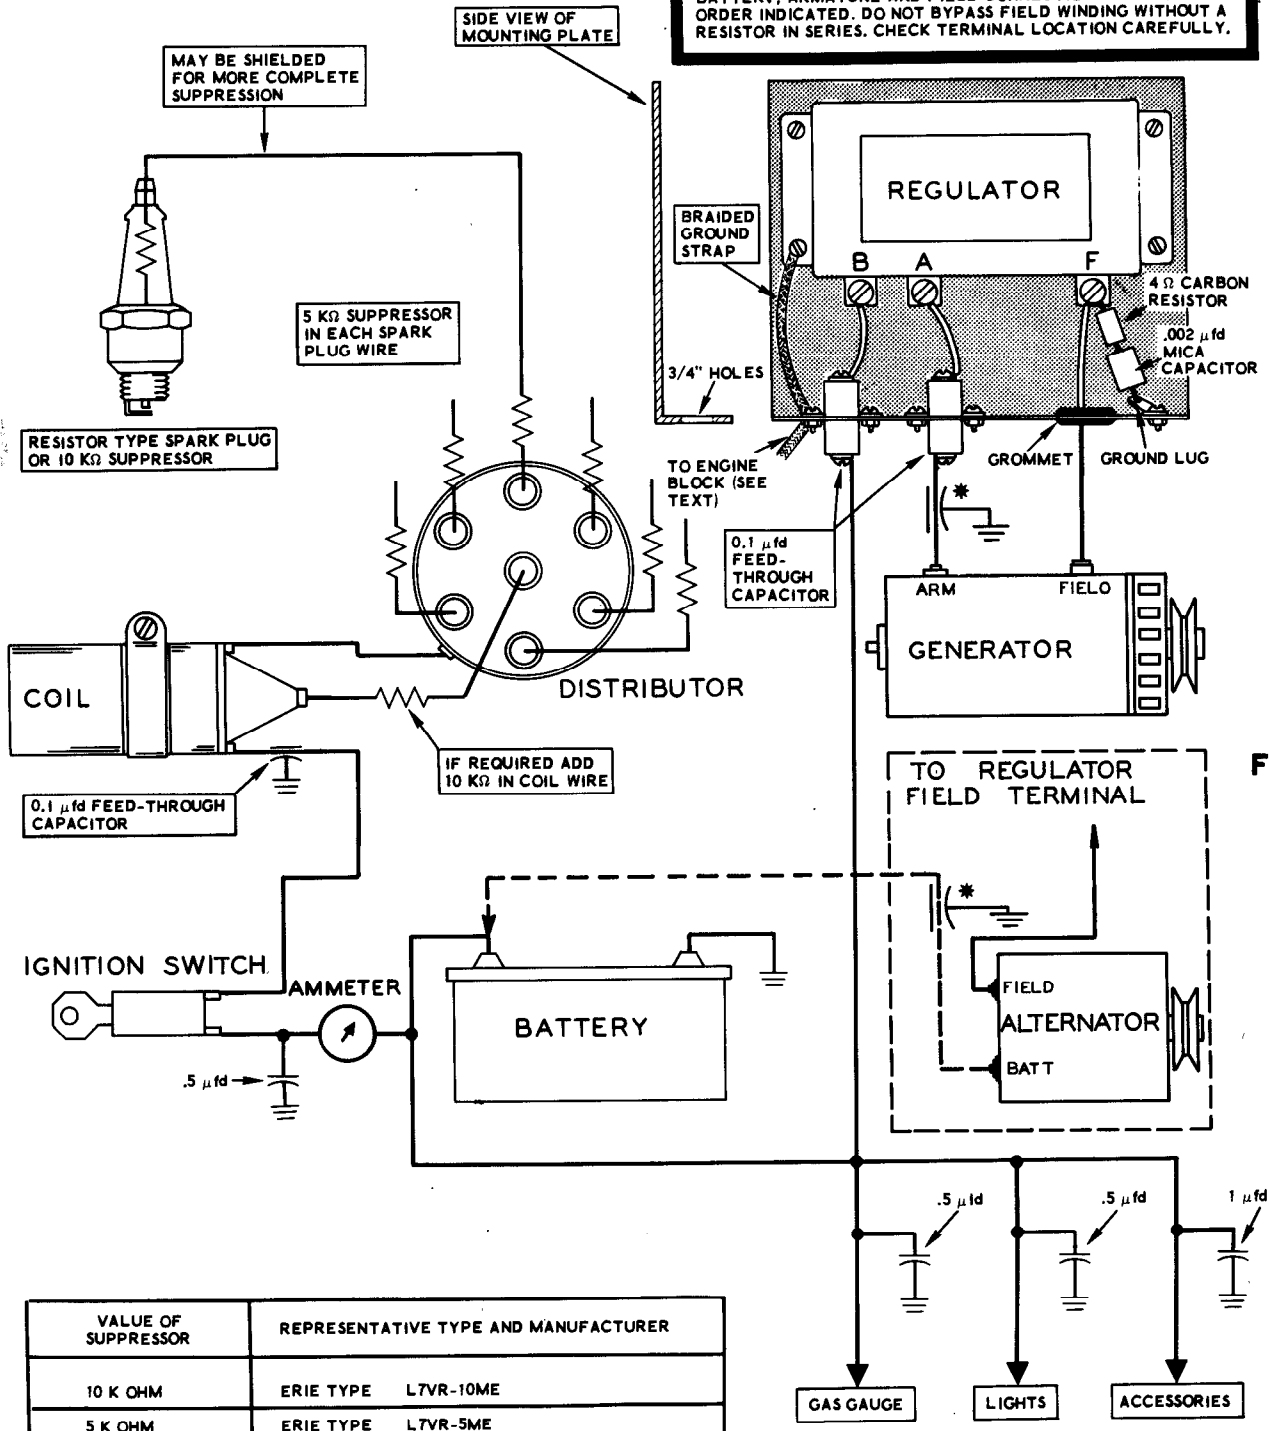 ORDER INDICATED. DO NOT BYPASS FIELD WINDING WITHOUT A
RESISTOR IN SERIES. CHECK TERMINAL LOCATION CAREFULLY.
SIDE VIEW OF
MOUNTING PLATE
MAY BE SHIELDED
FOR MORE COMPLETE
SUPPRESSION
REGULATOR
BRAIDED
GROUND
STRAP
B A F
4 Ω CARBON
RESISTOR
.002 µfd
MICA
CAPACITOR
5 KΩ SUPPRESSOR
IN EACH SPARK
PLUG WIRE
3/4" HOLES
RESISTOR TYPE SPARK PLUG
OR 10 KΩ SUPPRESSOR
TO ENGINE
BLOCK (SEE
TEXT)
GROMMET
GROUND LUG
*
0.1 µfd
FEED-
THROUGH
CAPACITOR
ARM
FIELD
GENERATOR
COIL
DISTRIBUTOR
IF REQUIRED ADD
10 KΩ IN COIL WIRE
0.1 µfd FEED-THROUGH
CAPACITOR
F
TO REGULATOR
FIELD TERMINAL
*
IGNITION SWITCH
AMMETER
BATTERY
FIELD
ALTERNATOR
BATT
.5 µfd
.5 µfd
.5 µfd
1 µfd
VALUE OF
SUPPRESSOR
REPRESENTATIVE TYPE AND MANUFACTURER
10 K OHM ERIE TYPE L7VR-10ME
5 K OHM ERIE TYPE L7VR-5ME
GAS GAUGE
LIGHTS
ACCESSORIES